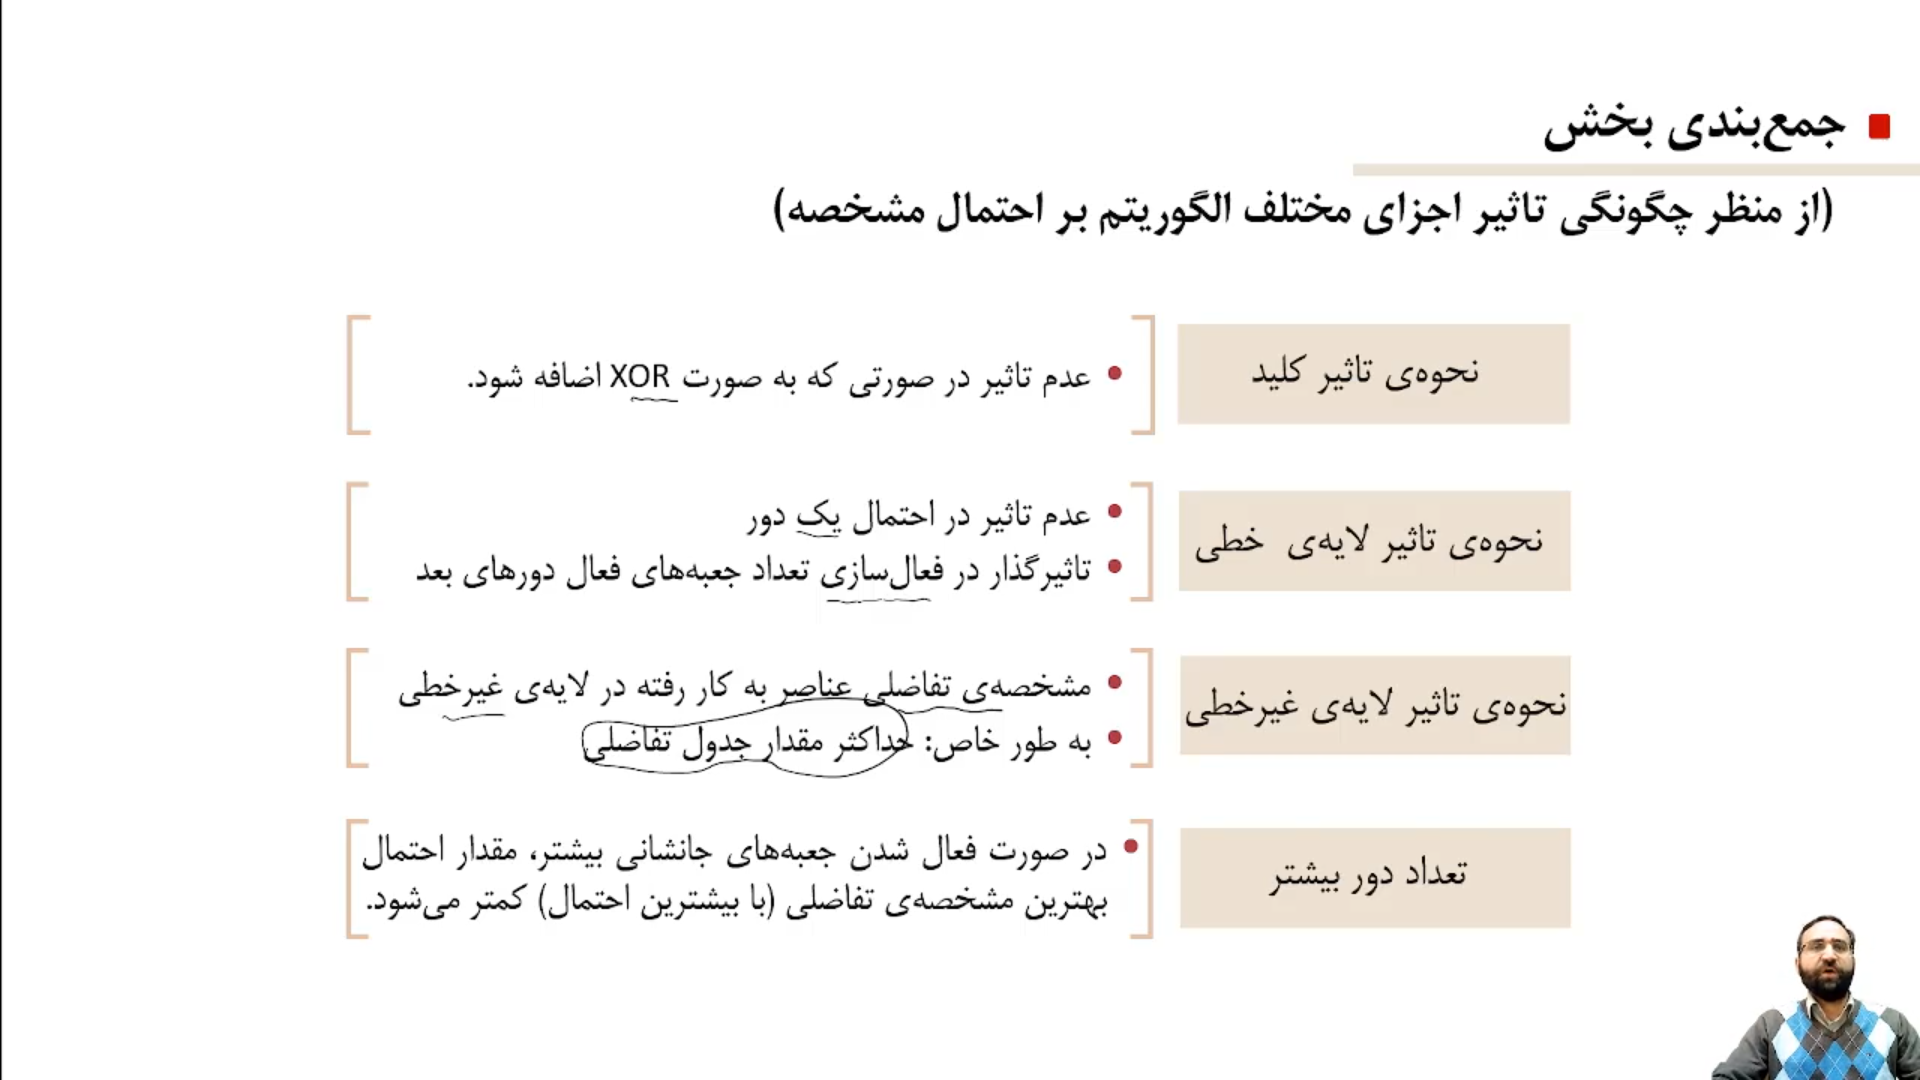 جمع‌بندی بخش
(از منظر چگونگی تاثیر اجزای مختلف الگوریتم بر احتمال مشخصه)
نحوه‌ی تاثیر کلید
عدم تاثیر در صورتی که به صورت XOR اضافه شود.
نحوه‌ی تاثیر لایه‌ی خطی
عدم تاثیر در احتمال یک دور
تاثیرگذار در فعال‌سازی تعداد جعبه‌های فعال دورهای بعد
نحوه‌ی تاثیر لایه‌ی غیرخطی
مشخصه‌ی تفاضلی عناصر به کار رفته در لایه‌ی غیرخطی
به طور خاص: حداکثر مقدار جدول تفاضلی
تعداد دور بیشتر
در صورت فعال شدن جعبه‌های جانشانی بیشتر، مقدار احتمال
بهترین مشخصه‌ی تفاضلی (با بیشترین احتمال) کمتر می‌شود.